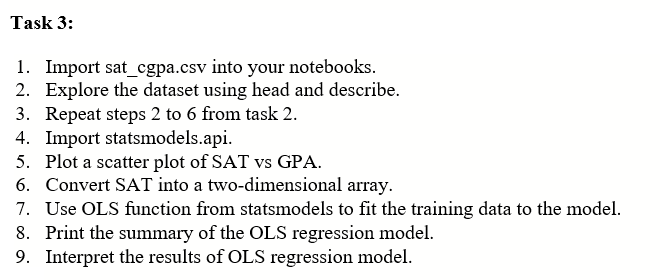 Task 3:
1. Import sat_cgpa.csv into your notebooks.
2. Explore the dataset using head and describe.
3. Repeat steps 2 to 6 from task 2.
4. Import statsmodels.api.
5. Plot a scatter plot of SAT vs GPA.
6. Convert SAT into a two-dimensional array.
7. Use OLS function from statsmodels to fit the training data to the model.
8. Print the summary of the OLS regression model.
9. Interpret the results of OLS regression model.